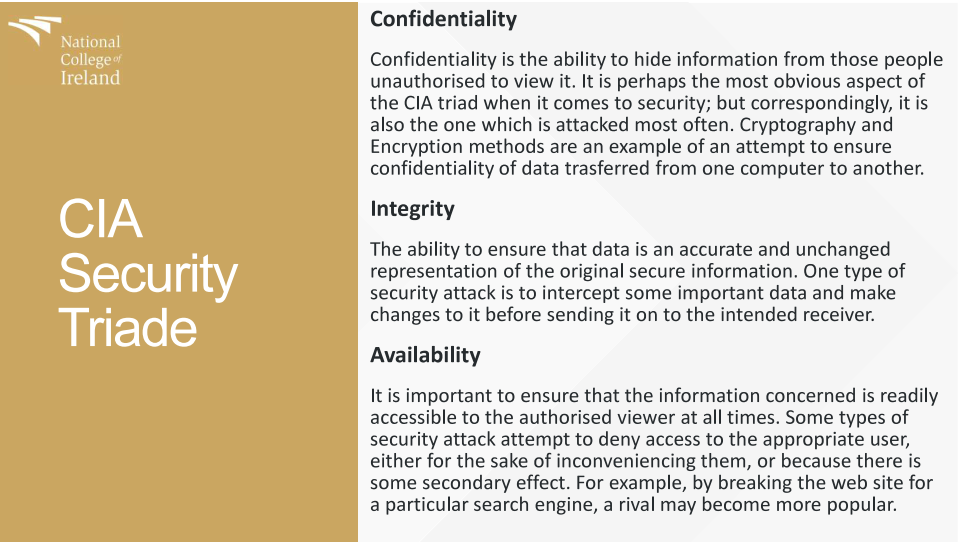 National
College of
Ireland
CIA
Security
Triade
Confidentiality
Confidentiality is the ability to hide information from those people
unauthorised to view it. It is perhaps the most obvious aspect of
the CIA triad when it comes to security; but correspondingly, it is
also the one which is attacked most often. Cryptography and
Encryption methods are an example of an attempt to ensure
confidentiality of data trasferred from one computer to another.
Integrity
The ability to ensure that data is an accurate and unchanged
representation of the original secure information. One type of
security attack is to intercept some important data and make
changes to it before sending it on to the intended receiver.
Availability
It is important to ensure that the information concerned is readily
accessible to the authorised viewer at all times. Some types of
security attack attempt to deny access to the appropriate user,
either for the sake of inconveniencing them, or because there is
some secondary effect. For example, by breaking the web site for
a particular search engine, a rival may become more popular.